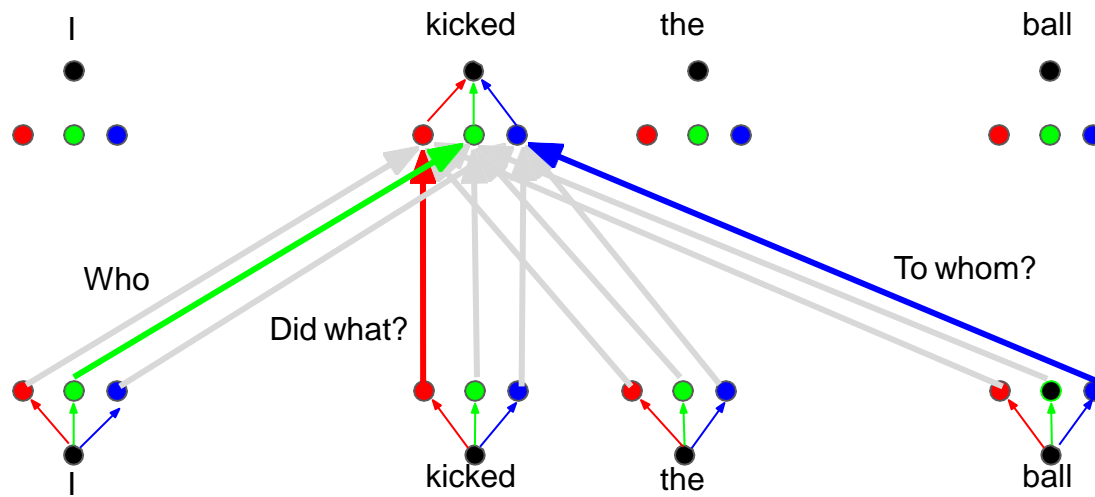 I kicked the ball
Who
To whom?
Did what?
I kicked the ball